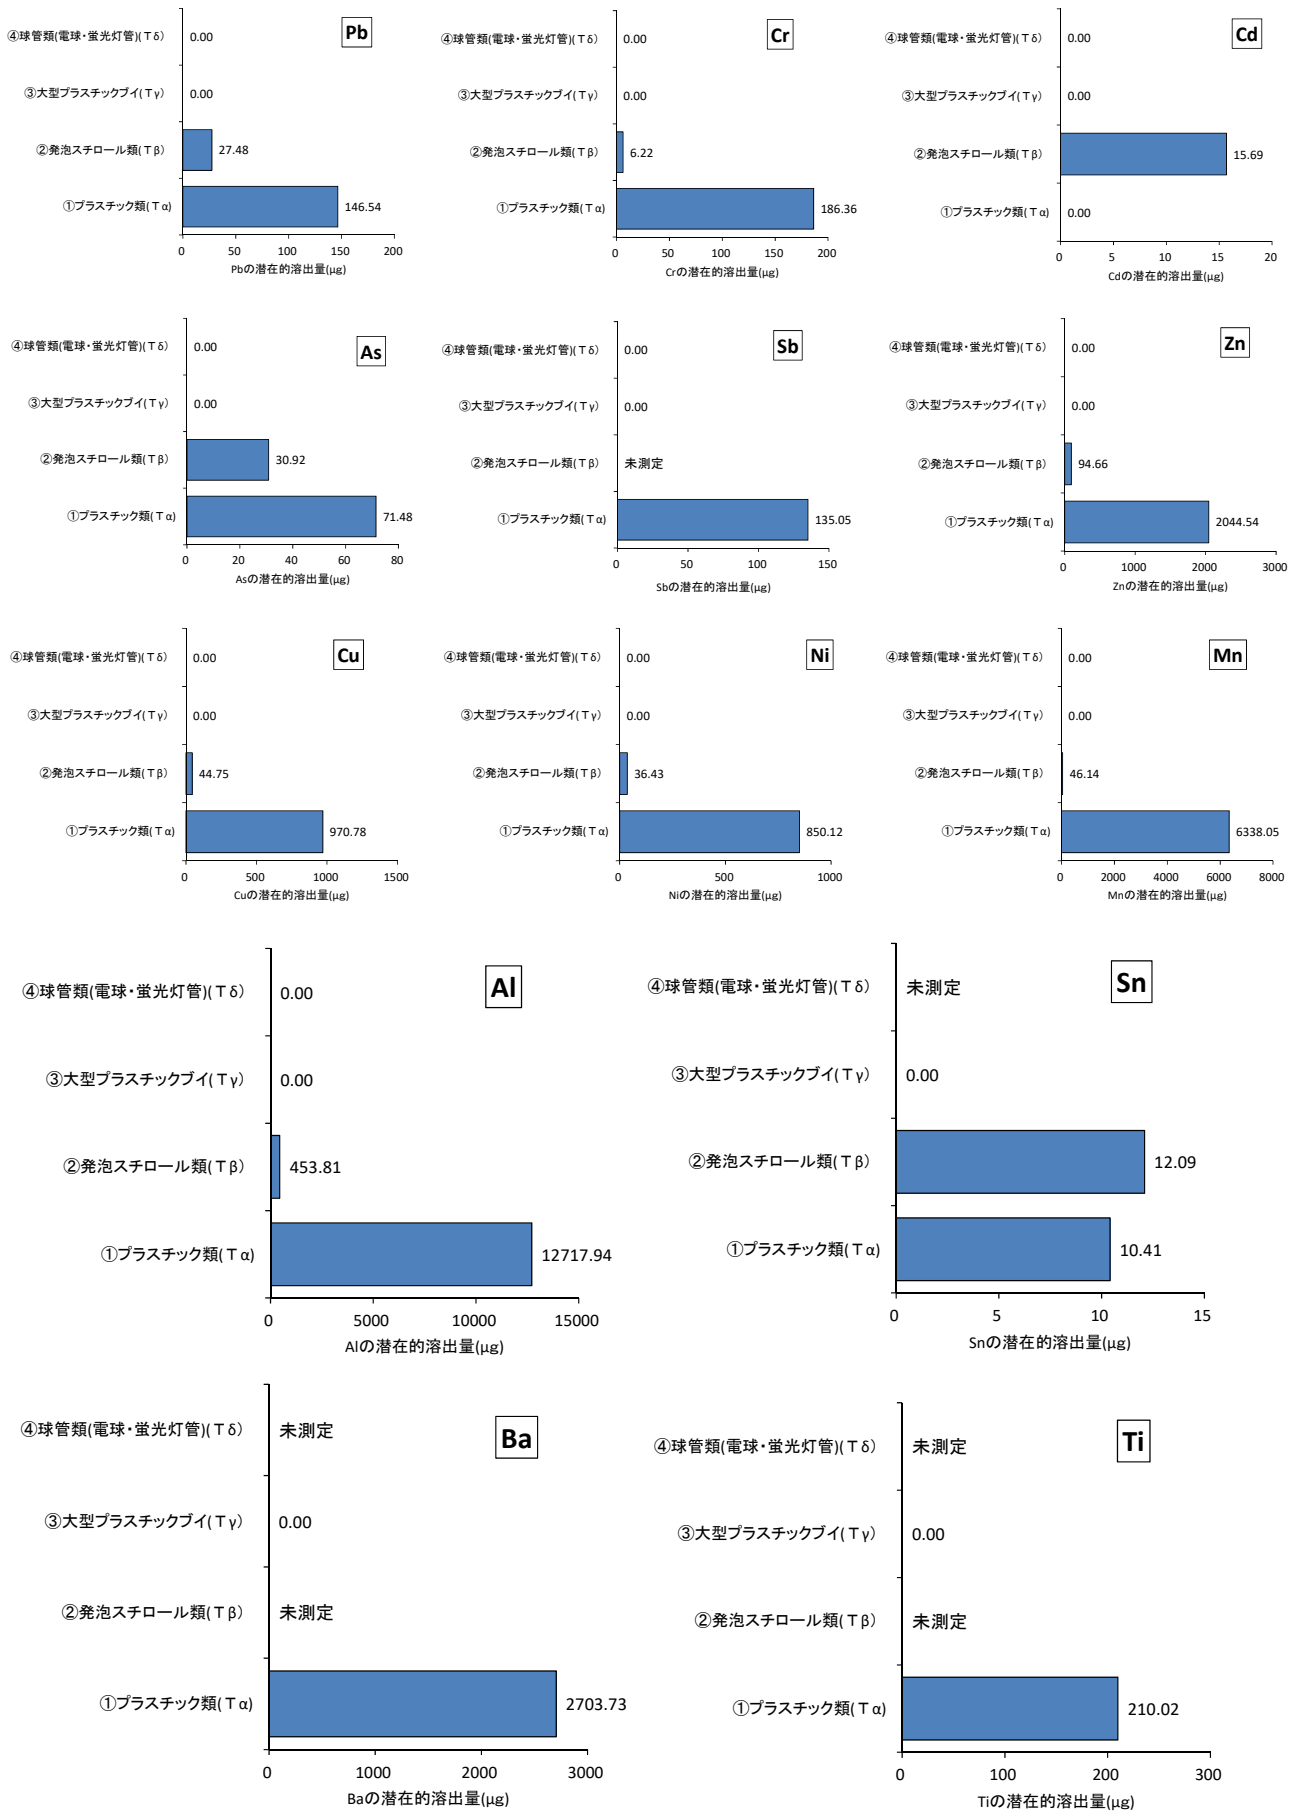 Pb
④球管類(電球・蛍光灯管)(Ｔδ) 0.00
③大型プラスチックブイ(Ｔγ) 0.00
②発泡スチロール類(Ｔβ) 27.48
①プラスチック類(Ｔα) 146.54
0 50 100 150 200
Pbの潜在的溶出量(μg)
Cr
④球管類(電球・蛍光灯管)(Ｔδ) 0.00
③大型プラスチックブイ(Ｔγ) 0.00
②発泡スチロール類(Ｔβ) 6.22
①プラスチック類(Ｔα) 186.36
0 50 100 150 200
Crの潜在的溶出量(μg)
Cd
④球管類(電球・蛍光灯管)(Ｔδ) 0.00
③大型プラスチックブイ(Ｔγ) 0.00
②発泡スチロール類(Ｔβ) 15.69
①プラスチック類(Ｔα) 0.00
0 5 10 15 20
Cdの潜在的溶出量(μg)
As
④球管類(電球・蛍光灯管)(Ｔδ) 0.00
③大型プラスチックブイ(Ｔγ) 0.00
②発泡スチロール類(Ｔβ) 30.92
①プラスチック類(Ｔα) 71.48
0 20 40 60 80
Asの潜在的溶出量(μg)
Sb
④球管類(電球・蛍光灯管)(Ｔδ) 0.00
③大型プラスチックブイ(Ｔγ) 0.00
②発泡スチロール類(Ｔβ) 未測定
①プラスチック類(Ｔα) 135.05
0 50 100 150
Sbの潜在的溶出量(μg)
Zn
④球管類(電球・蛍光灯管)(Ｔδ) 0.00
③大型プラスチックブイ(Ｔγ) 0.00
②発泡スチロール類(Ｔβ) 94.66
①プラスチック類(Ｔα) 2044.54
0 1000 2000 3000
Znの潜在的溶出量(μg)
Cu
④球管類(電球・蛍光灯管)(Ｔδ) 0.00
③大型プラスチックブイ(Ｔγ) 0.00
②発泡スチロール類(Ｔβ) 44.75
①プラスチック類(Ｔα) 970.78
0 500 1000 1500
Cuの潜在的溶出量(μg)
Ni
④球管類(電球・蛍光灯管)(Ｔδ) 0.00
③大型プラスチックブイ(Ｔγ) 0.00
②発泡スチロール類(Ｔβ) 36.43
①プラスチック類(Ｔα) 850.12
0 500 1000
Niの潜在的溶出量(μg)
Mn
④球管類(電球・蛍光灯管)(Ｔδ) 0.00
③大型プラスチックブイ(Ｔγ) 0.00
②発泡スチロール類(Ｔβ) 46.14
①プラスチック類(Ｔα) 6338.05
0 2000 4000 6000 8000
Mnの潜在的溶出量(μg)
Al
④球管類(電球・蛍光灯管)(Ｔδ) 0.00
③大型プラスチックブイ(Ｔγ) 0.00
②発泡スチロール類(Ｔβ) 453.81
①プラスチック類(Ｔα) 12717.94
0 5000 10000 15000
Alの潜在的溶出量(μg)
Sn
④球管類(電球・蛍光灯管)(Ｔδ) 未測定
③大型プラスチックブイ(Ｔγ) 0.00
②発泡スチロール類(Ｔβ) 12.09
①プラスチック類(Ｔα) 10.41
0 5 10 15
Snの潜在的溶出量(μg)
Ba
④球管類(電球・蛍光灯管)(Ｔδ) 未測定
③大型プラスチックブイ(Ｔγ) 0.00
②発泡スチロール類(Ｔβ) 未測定
①プラスチック類(Ｔα) 2703.73
0 1000 2000 3000
Baの潜在的溶出量(μg)
Ti
④球管類(電球・蛍光灯管)(Ｔδ) 未測定
③大型プラスチックブイ(Ｔγ) 0.00
②発泡スチロール類(Ｔβ) 未測定
①プラスチック類(Ｔα) 210.02
0 100 200 300
Tiの潜在的溶出量(μg)